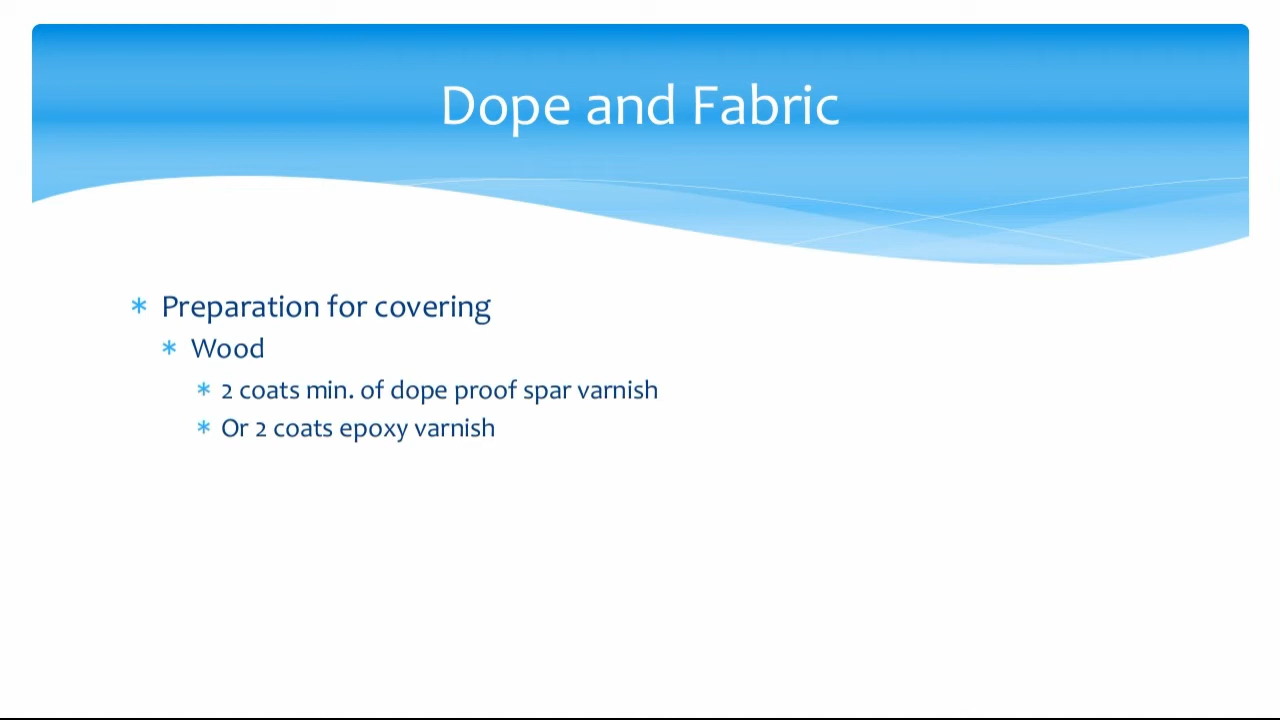 Dope and Fabric
* Preparation for covering
* Wood
* 2 coats min. of dope proof spar varnish
* Or 2 coats epoxy varnish